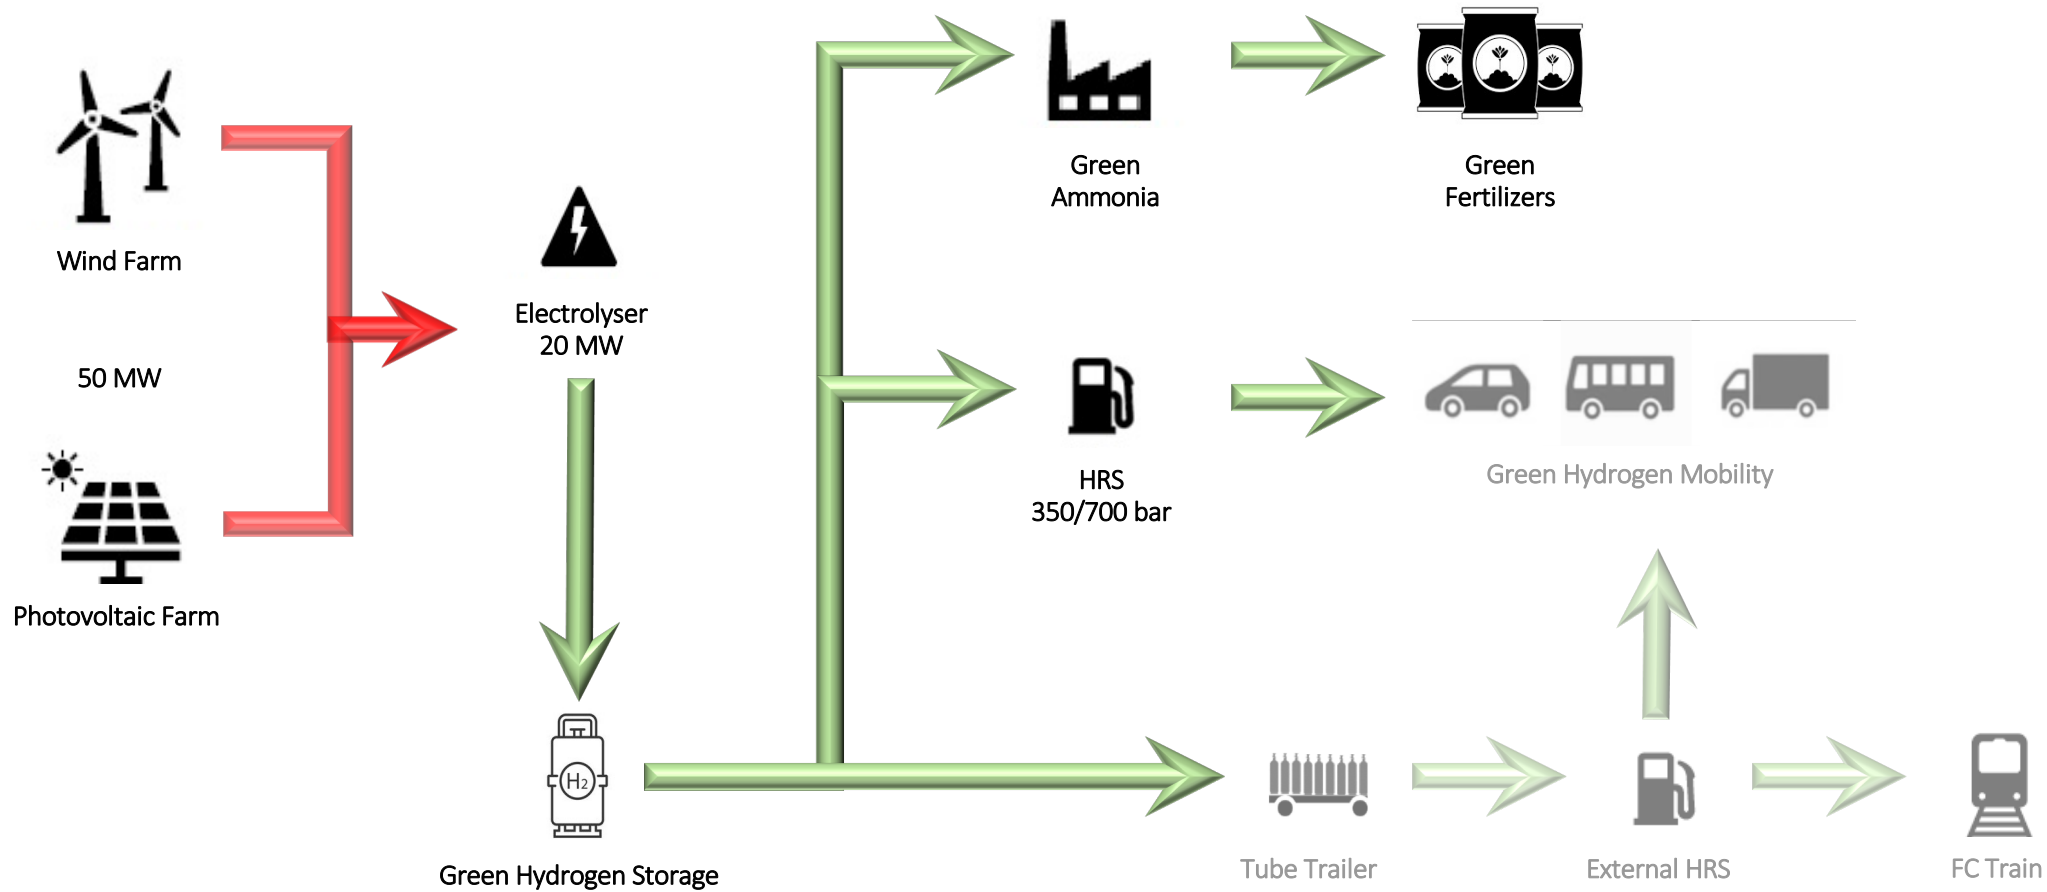 Wind Farm
50 MW
Photovoltaic Farm
Electrolyser
20 MW
H2
Green Hydrogen Storage
Green
Ammonia
Green
Fertilizers
HRS
350/700 bar
Green Hydrogen Mobility
Tube Trailer
External HRS
FC Train